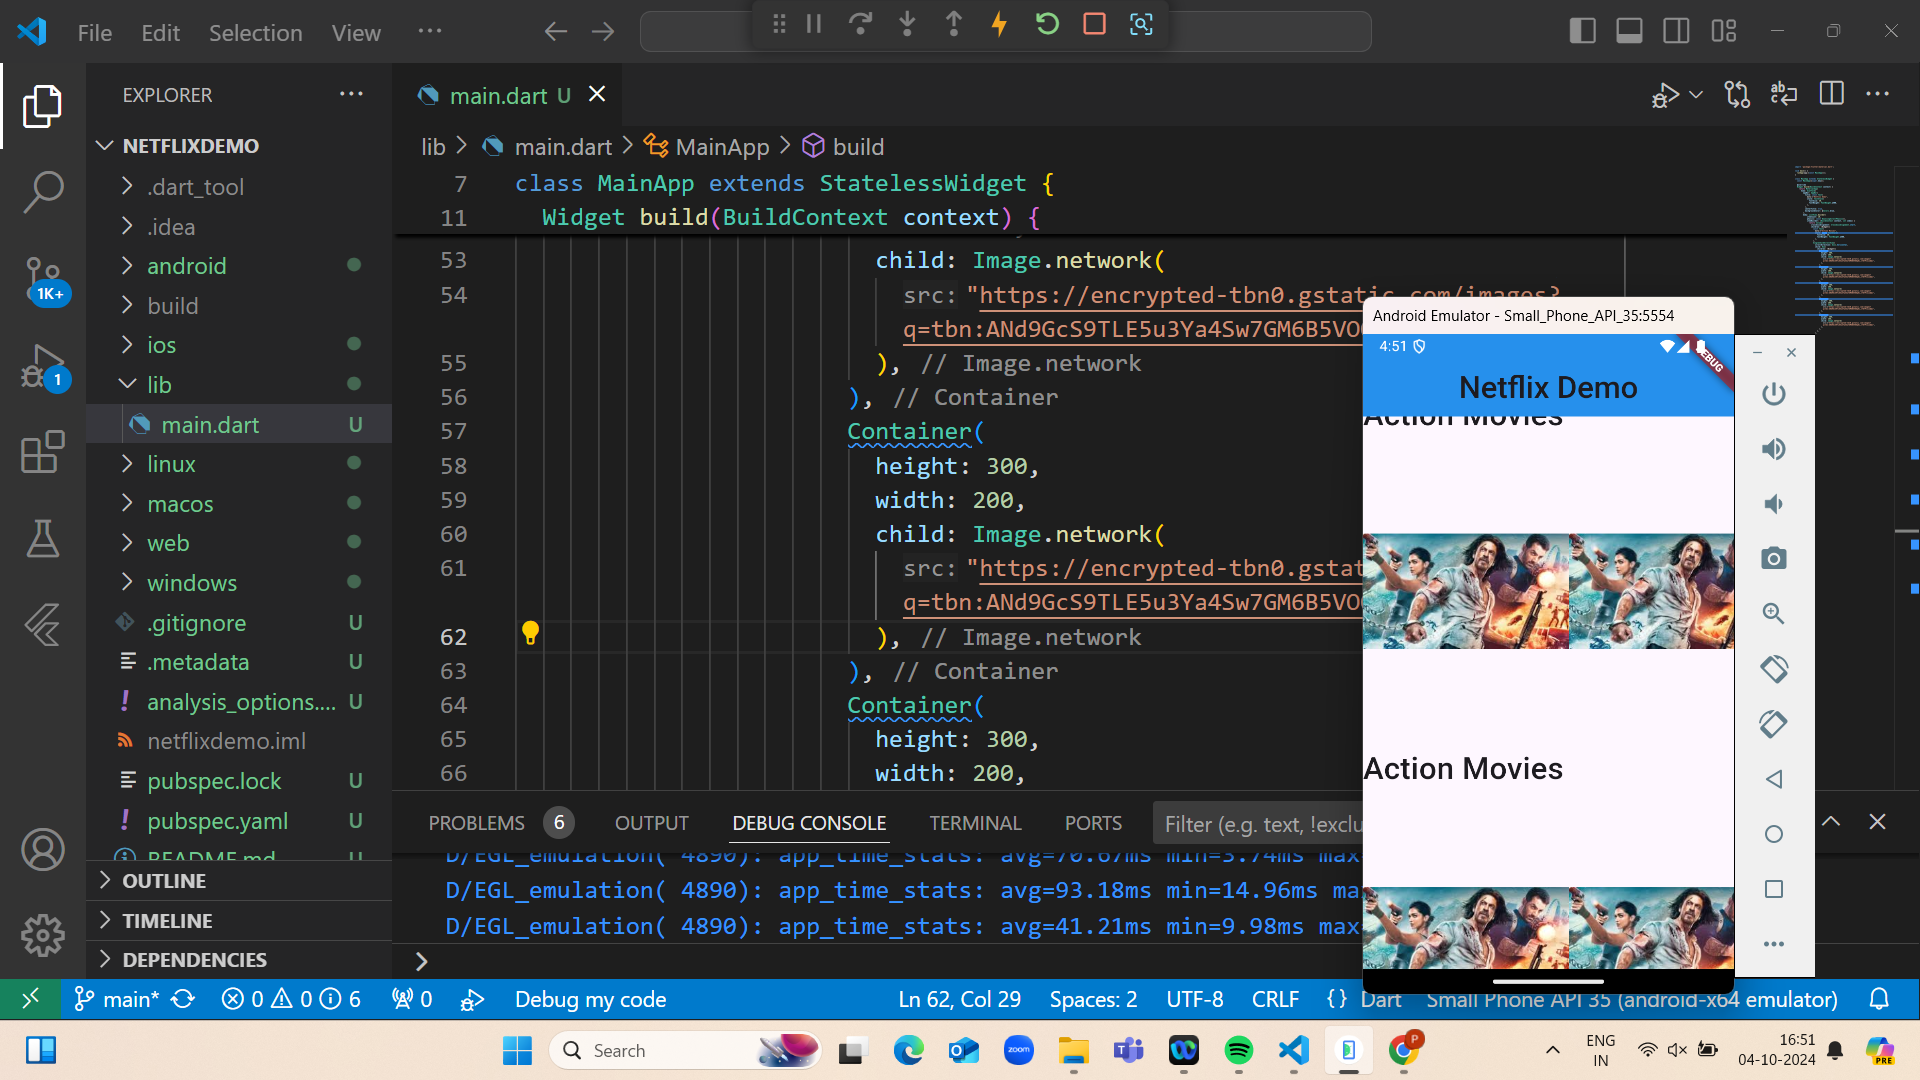 File Edit Selection View ...
EXPLORER
NETFLIXDEMO
.dart_tool
.idea
android
build
ios
lib
main.dart U
linux
macos
web
windows
.gitignore U
.metadata U
analysis_options.... U
netflixdemo.iml
pubspec.lock U
pubspec.yaml U
README.md U
OUTLINE
TIMELINE
DEPENDENCIES
1K+
1
main.dart U
lib > main.dart > MainApp > build
7 class MainApp extends StatelessWidget {
11 Widget build(BuildContext context) {
53 child: Image.network(
54 src: "https://encrypted-tbn0.gstatic.com/images?
q=tbn:ANd9GcS9TLE5u3Ya4Sw7GM6B5VO
55 ), // Image.network
56 ), // Container
57 Container(
58 height: 300,
59 width: 200,
60 child: Image.network(
61 src: "https://encrypted-tbn0.gstat
q=tbn:ANd9GcS9TLE5u3Ya4Sw7GM6B5VO
62 ), // Image.network
63 ), // Container
64 Container(
65 height: 300,
66 width: 200,
PROBLEMS 6 OUTPUT DEBUG CONSOLE TERMINAL PORTS Filter (e.g. text, !exclu
D/EGL_emulation( 4890): app_time_stats: avg=70.67ms min=3.74ms max
D/EGL_emulation( 4890): app_time_stats: avg=93.18ms min=14.96ms ma
D/EGL_emulation( 4890): app_time_stats: avg=41.21ms min=9.98ms max
Android Emulator - Small_Phone_API_35:5554
4:51
DEBUG
Netflix Demo
Action Movies
Action Movies
main* 0 0 6 0 Debug my code Ln 62, Col 29 Spaces: 2 UTF-8 CRLF {} Dart Small Phone API 35 (android-x64 emulator)
Search
zoom
P
ENG
IN
16:51
04-10-2024
PRE